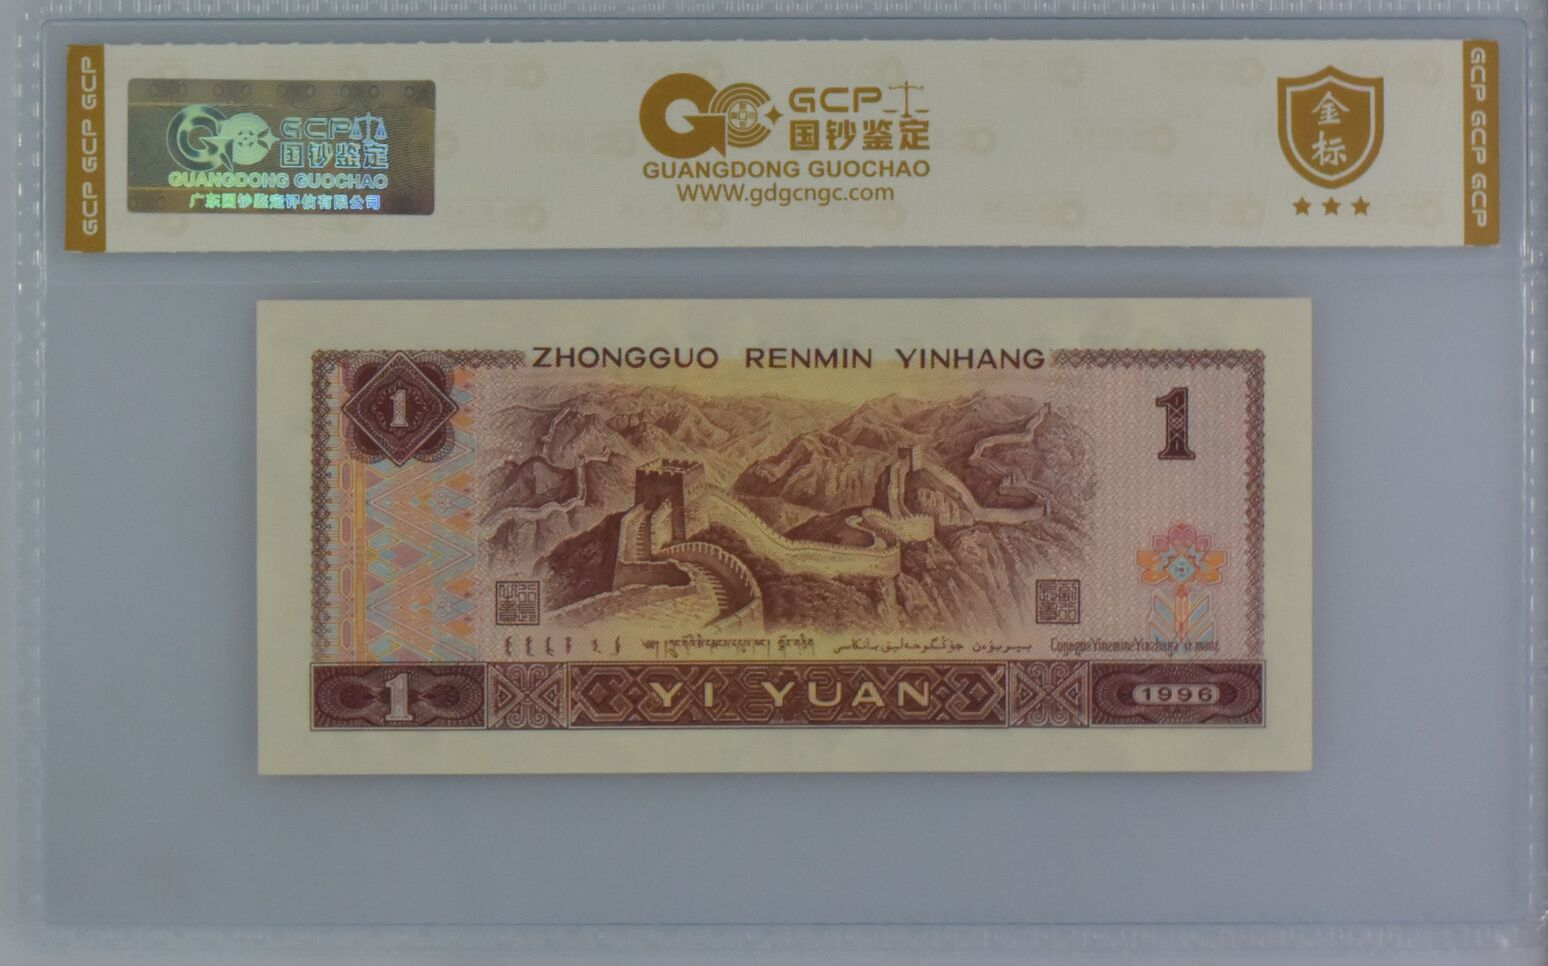 GCP GCP GCP
GCP
国钞鉴定
GUANGDONG GUOCHAO
广东国钞鉴定评估有限公司
GCP
国钞鉴定
GUANGDONG GUOCHAO
WWW.gdgcngc.com
金标
GCP GCP GCP
ZHONGGUO RENMIN YINHANG
1
1
1
YI YUAN
1996